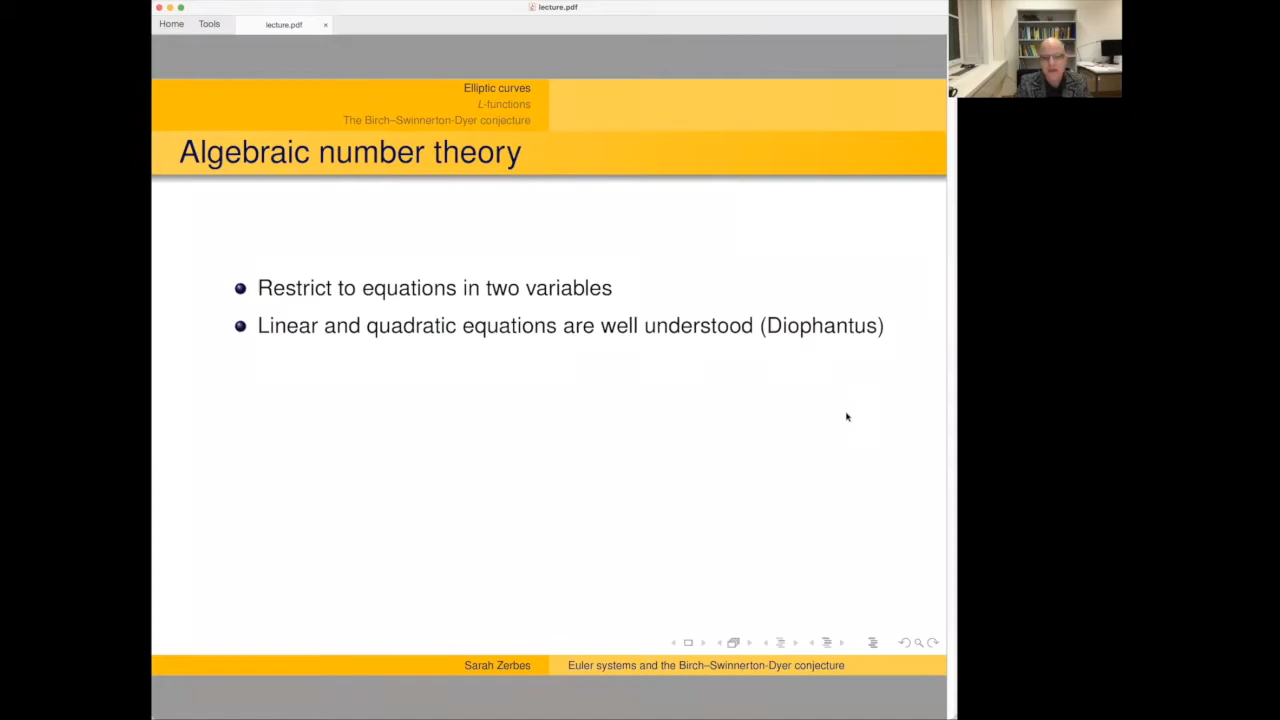 lecture.pdf
Home Tools lecture.pdf ×
Elliptic curves
L-functions
The Birch–Swinnerton-Dyer conjecture
Algebraic number theory
Restrict to equations in two variables
Linear and quadratic equations are well understood (Diophantus)
Sarah Zerbes Euler systems and the Birch–Swinnerton-Dyer conjecture